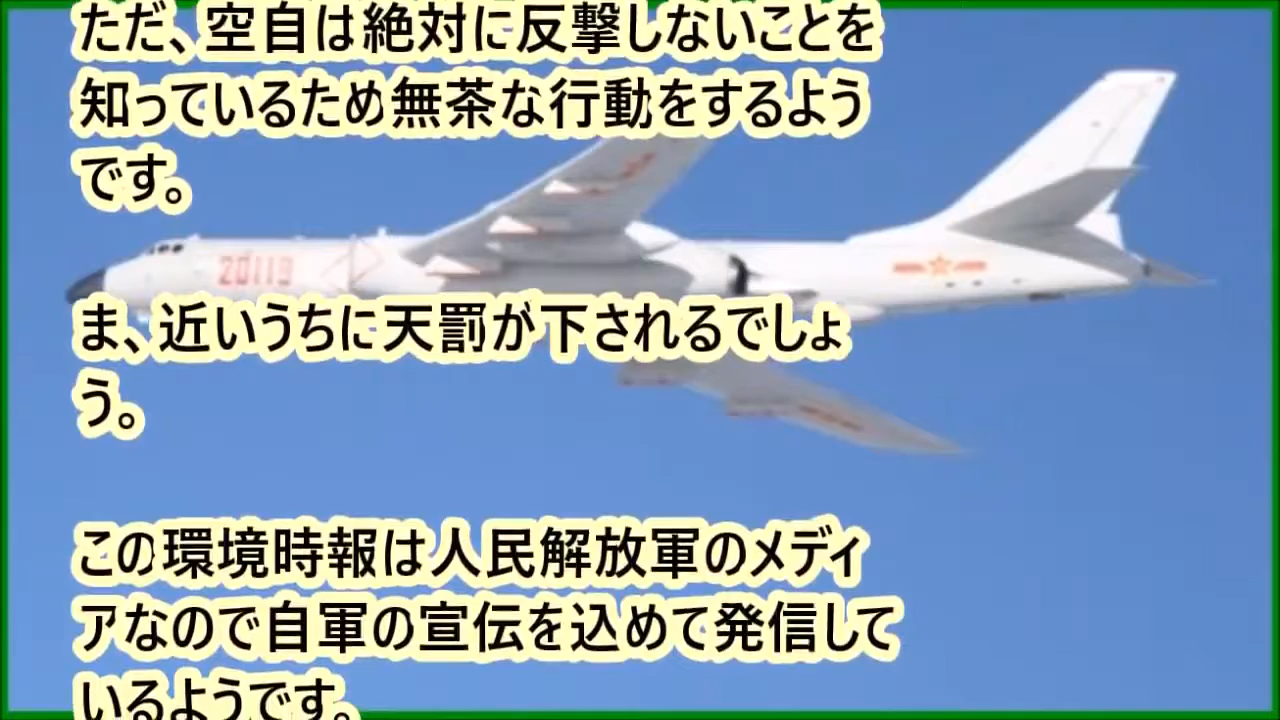 ただ、空自は絶対に反撃しないことを
知っているため無茶な行動をするよう
です。
20119
ま、近いうちに天罰が下されるでしょ
う。
この環境時報は人民解放軍のメディ
アなので自軍の宣伝を込めて発信して
いるようです。